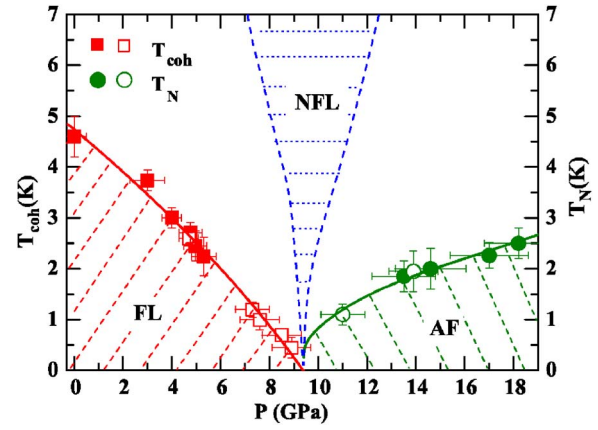 7 7
6 T_coh 6
T_N NFL
5 5
4 4
3 3
2 2
1 FL AF 1
0 0
0 2 4 6 8 10 12 14 16 18
T_coh(K)
T_N(K)
P (GPa)